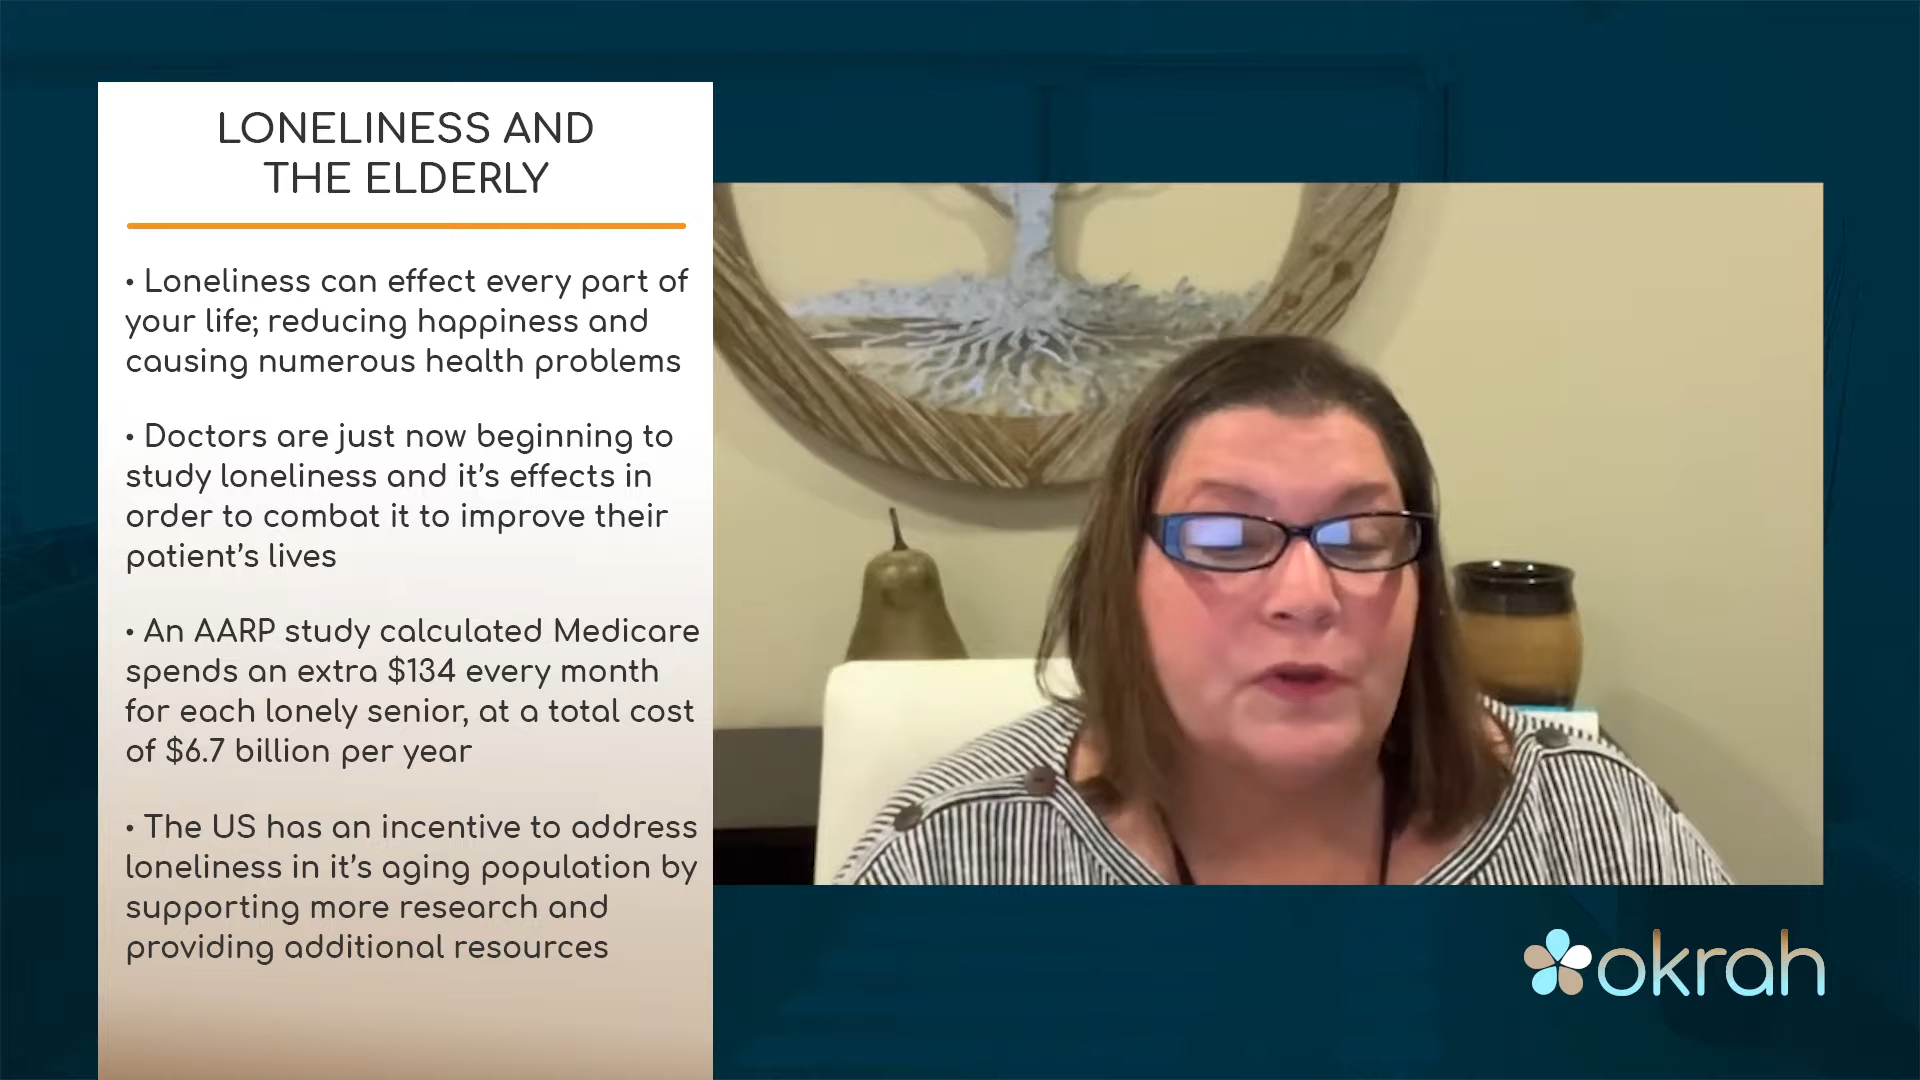 LONELINESS AND
THE ELDERLY
• Loneliness can effect every part of
your life; reducing happiness and
causing numerous health problems
• Doctors are just now beginning to
study loneliness and it's effects in
order to combat it to improve their
patient's lives
• An AARP study calculated Medicare
spends an extra $134 every month
for each lonely senior, at a total cost
of $6.7 billion per year
• The US has an incentive to address
loneliness in it's aging population by
supporting more research and
providing additional resources
okrah